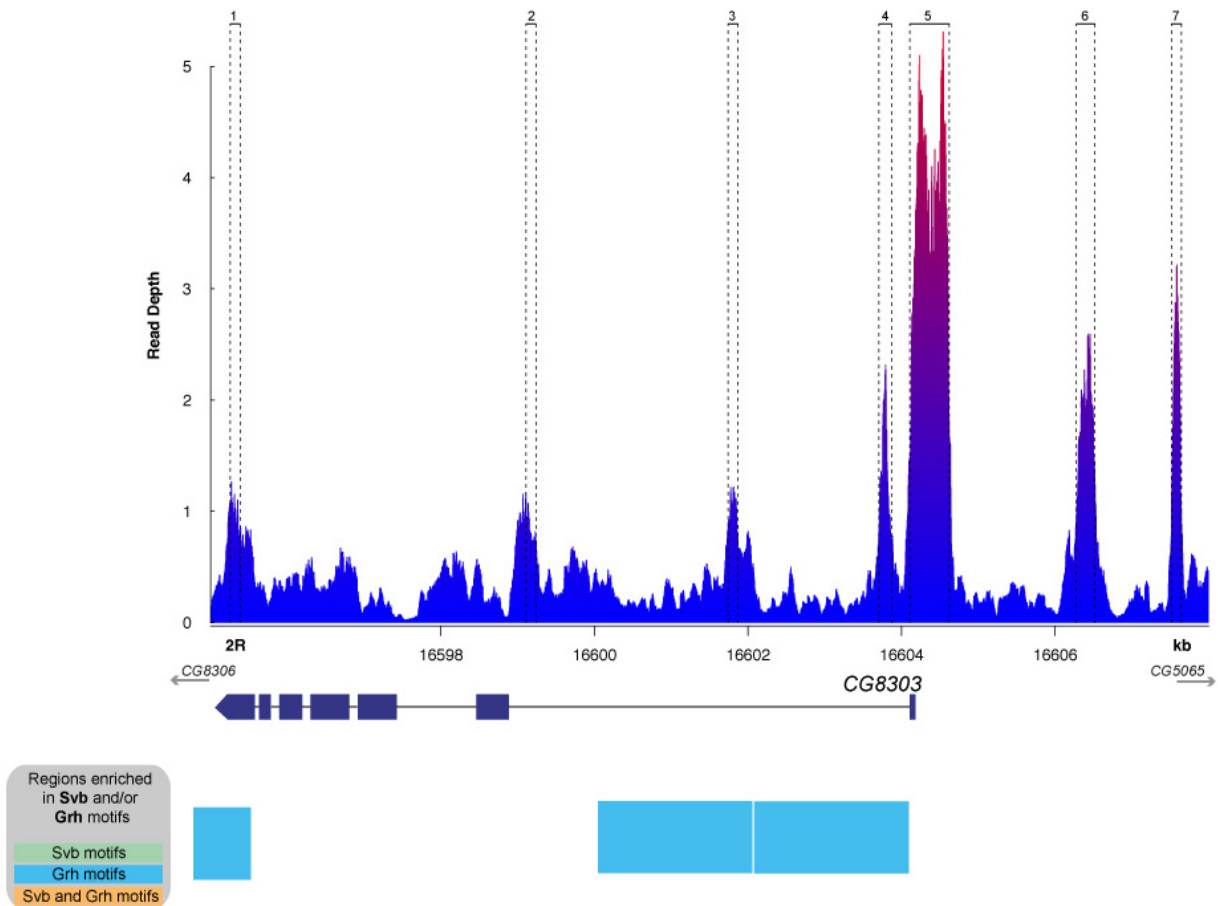 1 2 3 4 5 6 7
5
4
3
2
1
0
Read Depth
2R 16598 16600 16602 16604 16606 kb
CG8306 CG8303 CG5065
Regions enriched
in Svb and/or
Grh motifs
Svb motifs
Grh motifs
Svb and Grh motifs